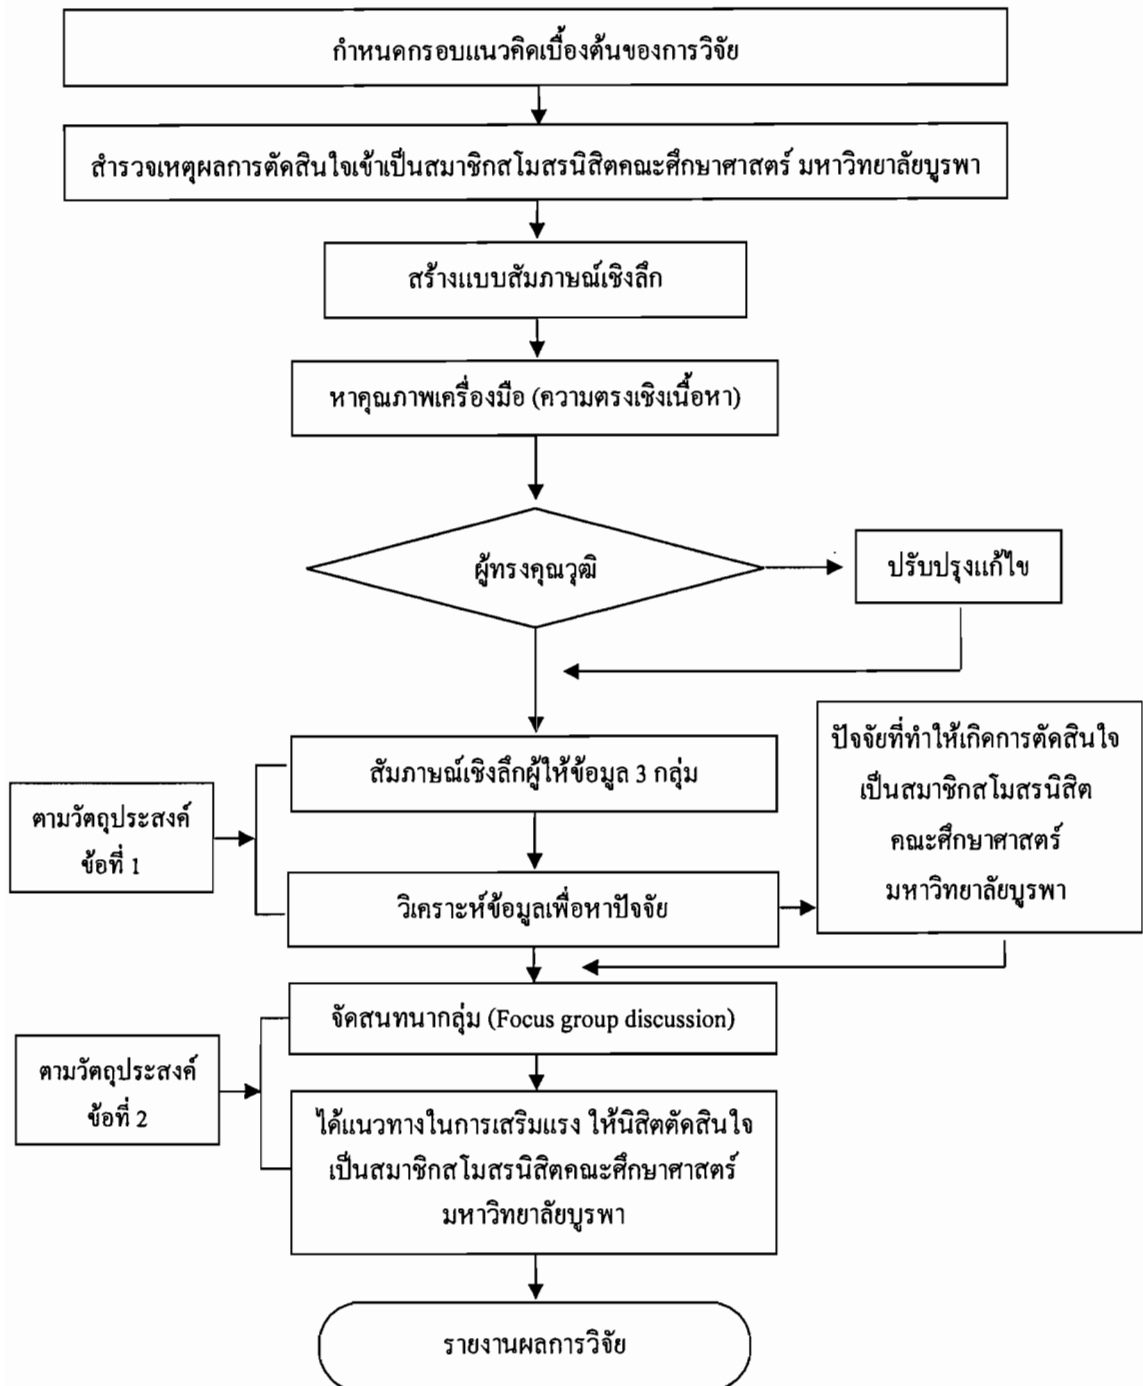 กำหนดกรอบแนวคิดเบื้องต้นของการวิจัย
สำรวจเหตุผลการตัดสินใจเข้าเป็นสมาชิกสโมสรนิสิตคณะศึกษาศาสตร์ มหาวิทยาลัยบูรพา
สร้างแบบสัมภาษณ์เชิงลึก
หาคุณภาพเครื่องมือ (ความตรงเชิงเนื้อหา)
ผู้ทรงคุณวุฒิ
ปรับปรุงแก้ไข
สัมภาษณ์เชิงลึกผู้ให้ข้อมูล 3 กลุ่ม
ตามวัตถุประสงค์
ข้อที่ 1
วิเคราะห์ข้อมูลเพื่อหาปัจจัย
ปัจจัยที่ทำให้เกิดการตัดสินใจ
เป็นสมาชิกสโมสรนิสิต
คณะศึกษาศาสตร์
มหาวิทยาลัยบูรพา
จัดสนทนากลุ่ม (Focus group discussion)
ตามวัตถุประสงค์
ข้อที่ 2
ได้แนวทางในการเสริมแรง ให้นิสิตตัดสินใจ
เป็นสมาชิกสโมสรนิสิตคณะศึกษาศาสตร์
มหาวิทยาลัยบูรพา
รายงานผลการวิจัย